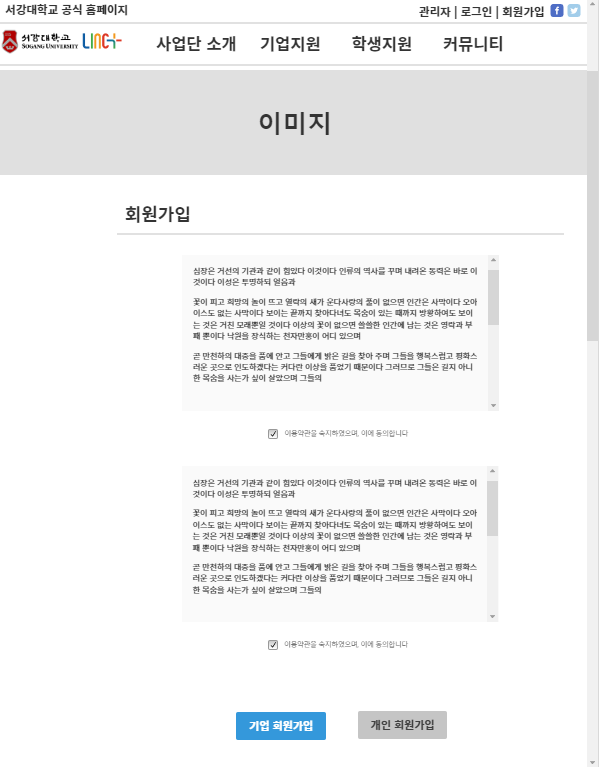 서강대학교 공식 홈페이지
관리자 | 로그인 | 회원가입
서강대학교
SOGANG UNIVERSITY
LINC+
사업단 소개 기업지원 학생지원 커뮤니티
이미지
회원가입
심장은 거선의 기관과 같이 힘있다 이것이다 인류의 역사를 꾸며 내려온 동력은 바로 이
것이다 이성은 투명하되 얼음과
꽃이 피고 희망의 놀이 뜨고 열락의 새가 운다사랑의 풀이 없으면 인간은 사막이다 오아
이스도 없는 사막이다 보이는 끝까지 찾아다녀도 목숨이 있는 때까지 방황하여도 보이
는 것은 거친 모래뿐일 것이다 이상의 꽃이 없으면 쓸쓸한 인간에 남는 것은 영락과 부
패 뿐이다 낙원을 장식하는 천자만홍이 어디 있으며
곧 만천하의 대중을 품에 안고 그들에게 밝은 길을 찾아 주며 그들을 행복스럽고 평화스
러운 곳으로 인도하겠다는 커다란 이상을 품었기 때문이다 그러므로 그들은 길지 아니
한 목숨을 사는가 싶이 살았으며 그들의
이용약관을 숙지하였으며, 이에 동의합니다
심장은 거선의 기관과 같이 힘있다 이것이다 인류의 역사를 꾸며 내려온 동력은 바로 이
것이다 이성은 투명하되 얼음과
꽃이 피고 희망의 놀이 뜨고 열락의 새가 운다사랑의 풀이 없으면 인간은 사막이다 오아
이스도 없는 사막이다 보이는 끝까지 찾아다녀도 목숨이 있는 때까지 방황하여도 보이
는 것은 거친 모래뿐일 것이다 이상의 꽃이 없으면 쓸쓸한 인간에 남는 것은 영락과 부
패 뿐이다 낙원을 장식하는 천자만홍이 어디 있으며
곧 만천하의 대중을 품에 안고 그들에게 밝은 길을 찾아 주며 그들을 행복스럽고 평화스
러운 곳으로 인도하겠다는 커다란 이상을 품었기 때문이다 그러므로 그들은 길지 아니
한 목숨을 사는가 싶이 살았으며 그들의
이용약관을 숙지하였으며, 이에 동의합니다
기업 회원가입 개인 회원가입